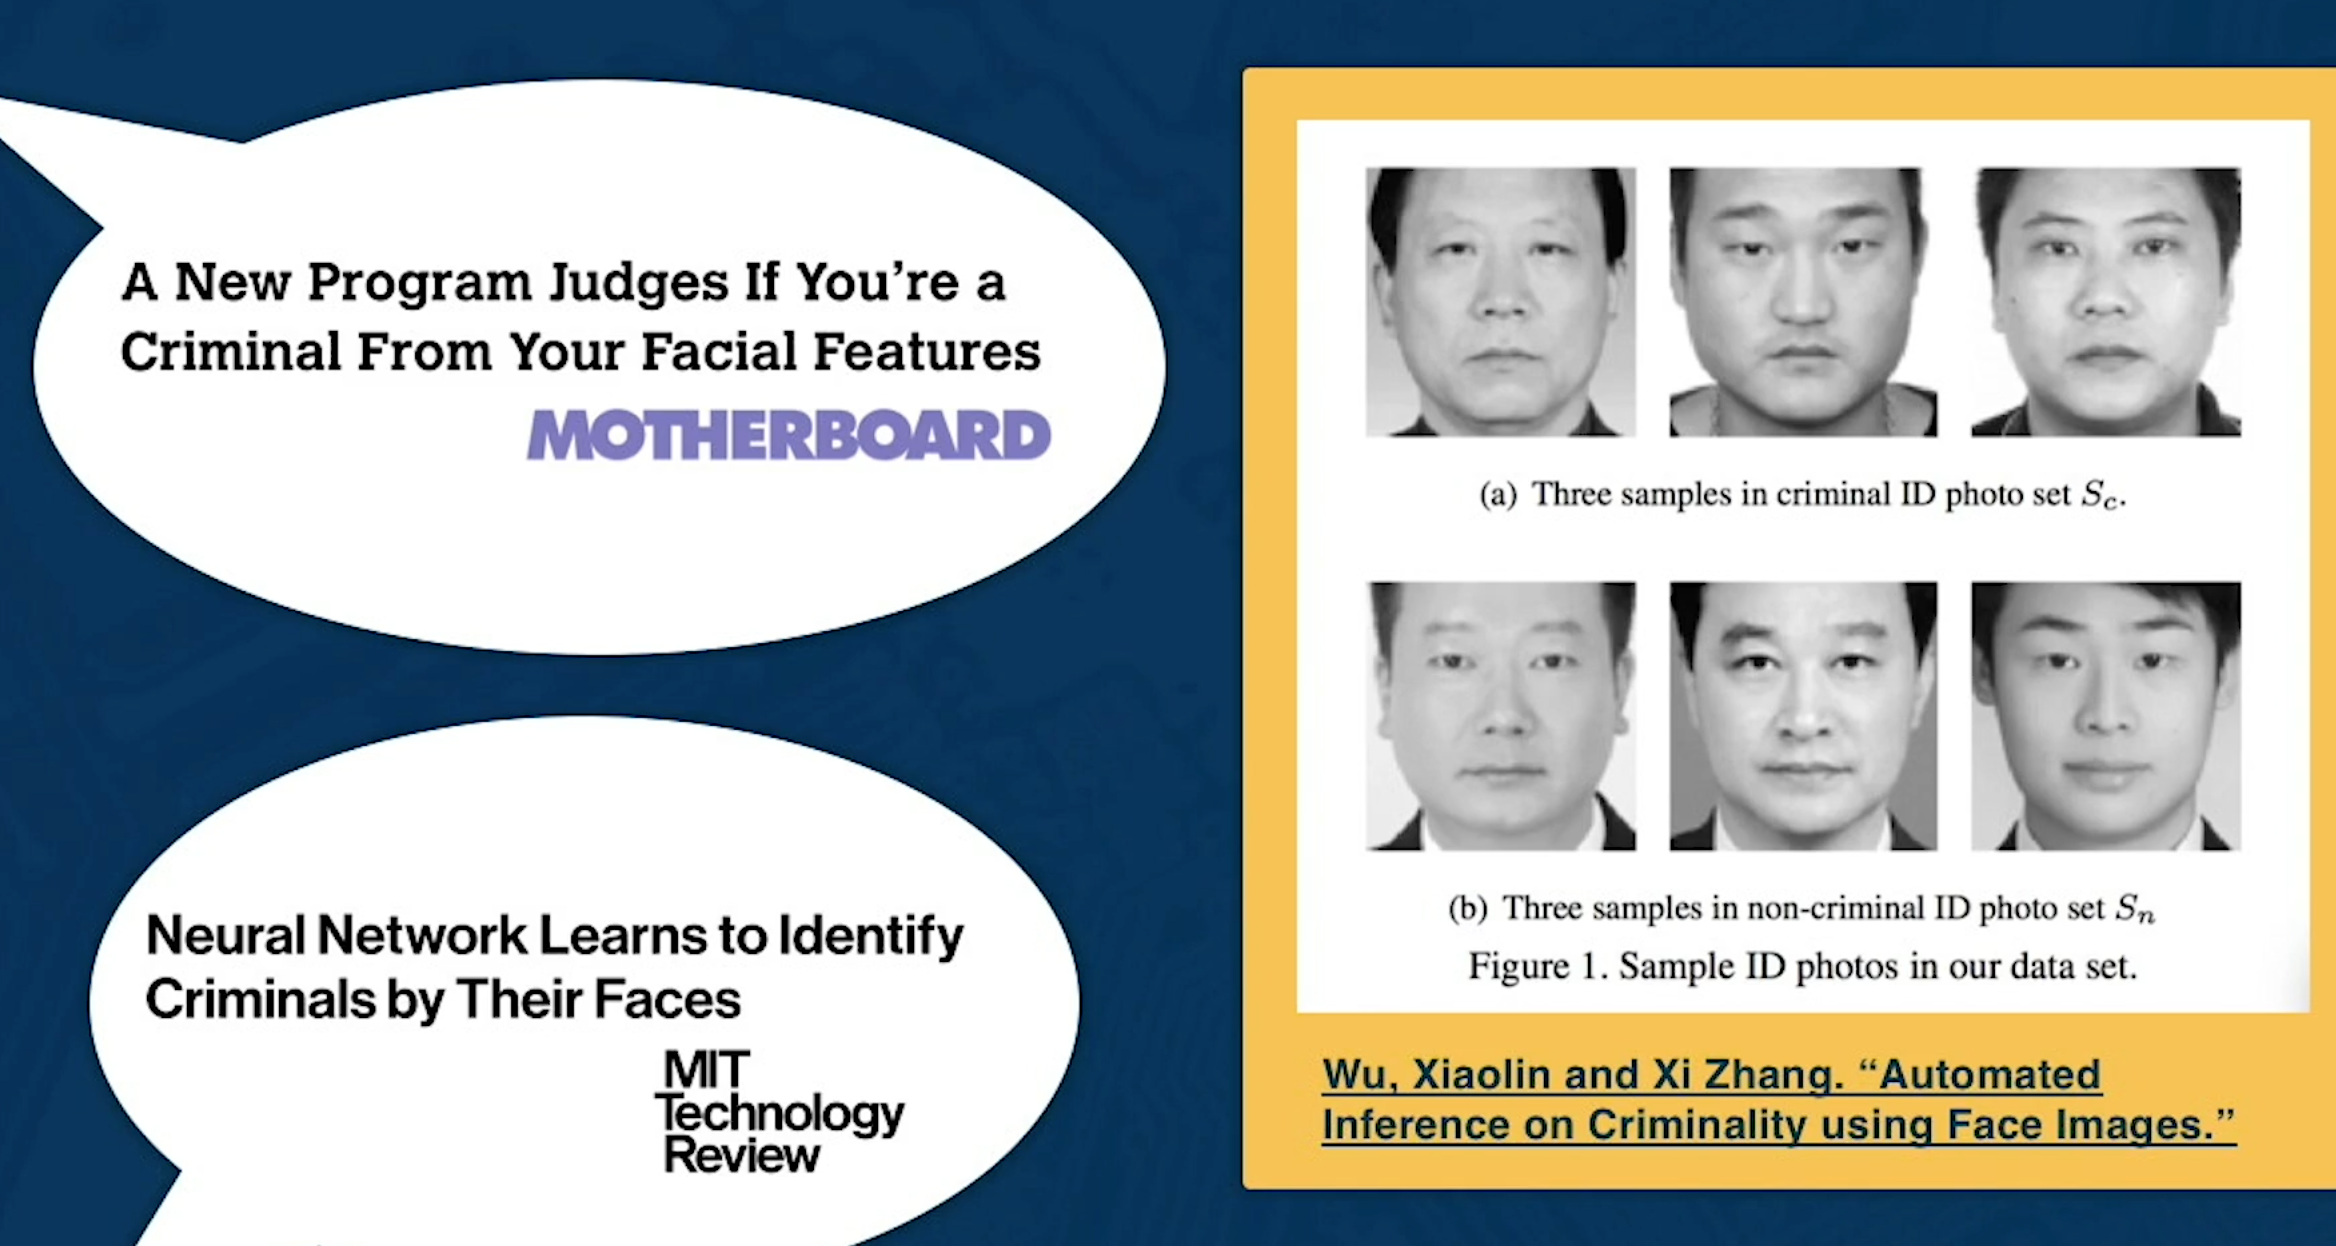 A New Program Judges If You’re a
Criminal From Your Facial Features
MOTHERBOARD
Neural Network Learns to Identify
Criminals by Their Faces
MIT
Technology
Review
(a) Three samples in criminal ID photo set Sc.
(b) Three samples in non-criminal ID photo set Sn
Figure 1. Sample ID photos in our data set.
Wu, Xiaolin and Xi Zhang. “Automated
Inference on Criminality using Face Images.”